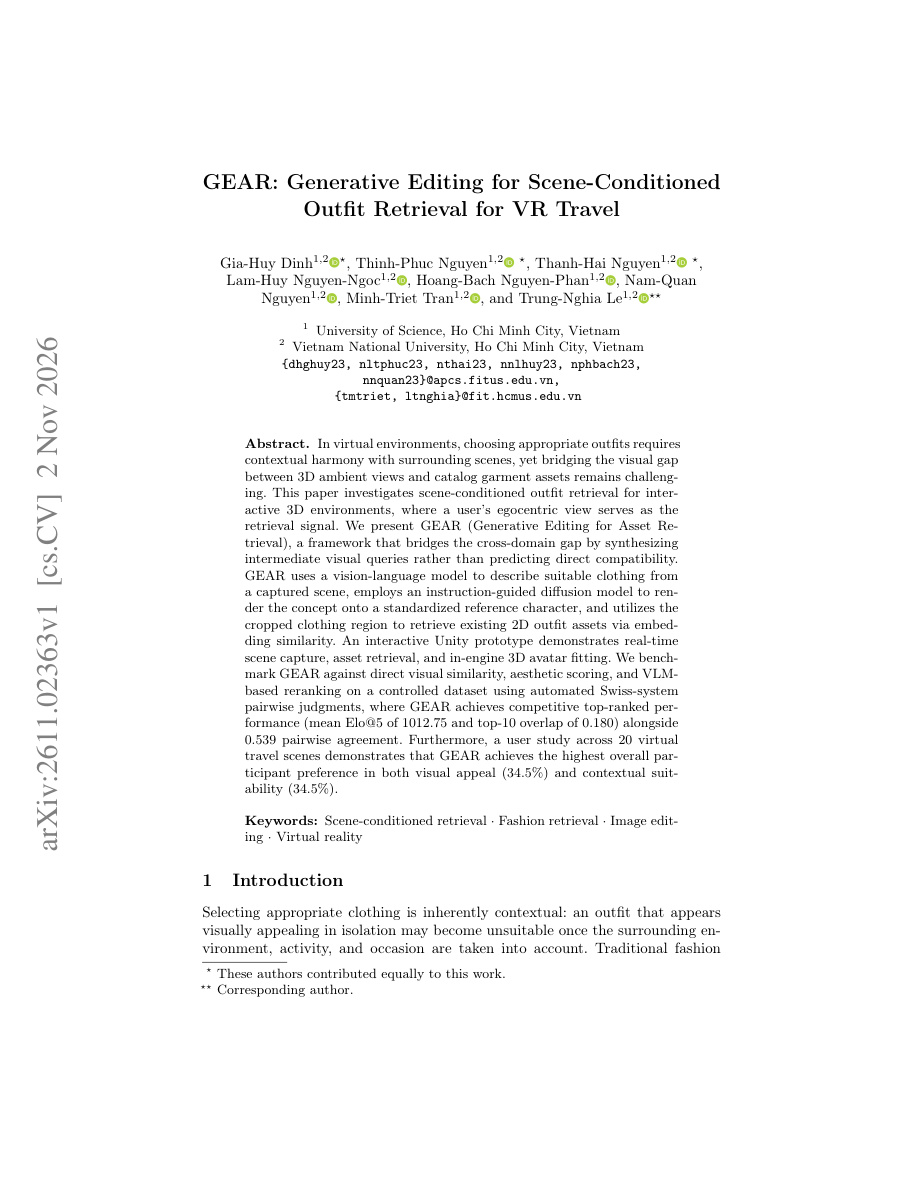 GEAR: Generative Editing for Scene-Conditioned
Outfit Retrieval for VR Travel
Gia-Huy Dinh1,2⋆, Thinh-Phuc Nguyen1,2 ⋆, Thanh-Hai Nguyen1,2 ⋆,
Lam-Huy Nguyen-Ngoc1,2, Hoang-Bach Nguyen-Phan1,2, Nam-Quan
Nguyen1,2, Minh-Triet Tran1,2, and Trung-Nghia Le1,2⋆⋆
1 University of Science, Ho Chi Minh City, Vietnam
2 Vietnam National University, Ho Chi Minh City, Vietnam
{dhghuy23, nltphuc23, nthai23, nnlhuy23, nphbach23,
nnquan23}@apcs.fitus.edu.vn,
{tmtriet, ltnghia}@fit.hcmus.edu.vn
Abstract. In virtual environments, choosing appropriate outfits requires
contextual harmony with surrounding scenes, yet bridging the visual gap
between 3D ambient views and catalog garment assets remains challeng-
ing. This paper investigates scene-conditioned outfit retrieval for inter-
active 3D environments, where a user's egocentric view serves as the
retrieval signal. We present GEAR (Generative Editing for Asset Re-
trieval), a framework that bridges the cross-domain gap by synthesizing
intermediate visual queries rather than predicting direct compatibility.
GEAR uses a vision-language model to describe suitable clothing from
a captured scene, employs an instruction-guided diffusion model to ren-
der the concept onto a standardized reference character, and utilizes the
cropped clothing region to retrieve existing 2D outfit assets via embed-
ding similarity. An interactive Unity prototype demonstrates real-time
scene capture, asset retrieval, and in-engine 3D avatar fitting. We bench-
mark GEAR against direct visual similarity, aesthetic scoring, and VLM-
based reranking on a controlled dataset using automated Swiss-system
pairwise judgments, where GEAR achieves competitive top-ranked per-
formance (mean Elo@5 of 1012.75 and top-10 overlap of 0.180) alongside
0.539 pairwise agreement. Furthermore, a user study across 20 virtual
travel scenes demonstrates that GEAR achieves the highest overall par-
ticipant preference in both visual appeal (34.5%) and contextual suit-
ability (34.5%).
Keywords: Scene-conditioned retrieval · Fashion retrieval · Image edit-
ing · Virtual reality
1 Introduction
Selecting appropriate clothing is inherently contextual: an outfit that appears
visually appealing in isolation may become unsuitable once the surrounding en-
vironment, activity, and occasion are taken into account. Traditional fashion
⋆ These authors contributed equally to this work.
⋆⋆ Corresponding author.
arXiv:2611.02363v1 [cs.CV] 2 Nov 2026